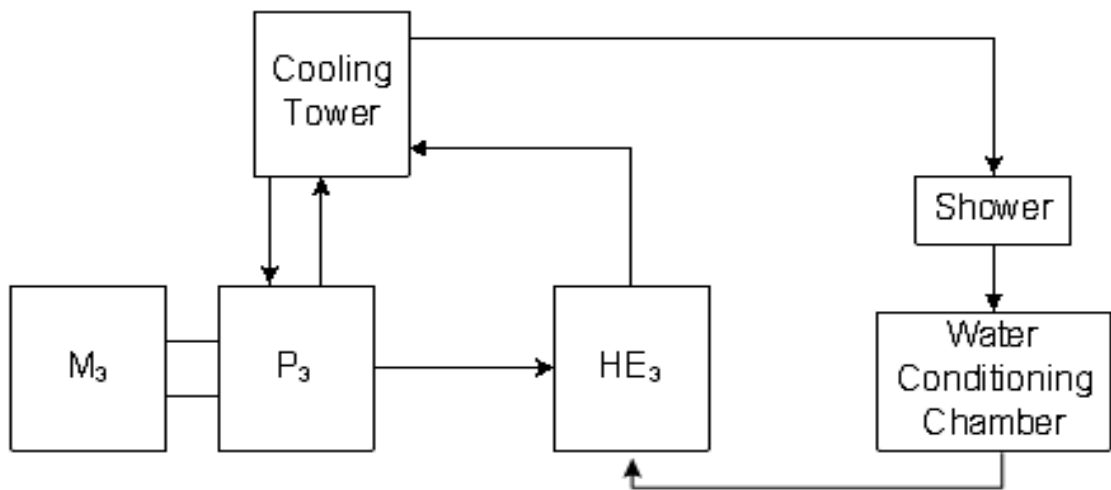 Cooling
Tower
Shower
M₃
P₃
HE₃
Water
Conditioning
Chamber